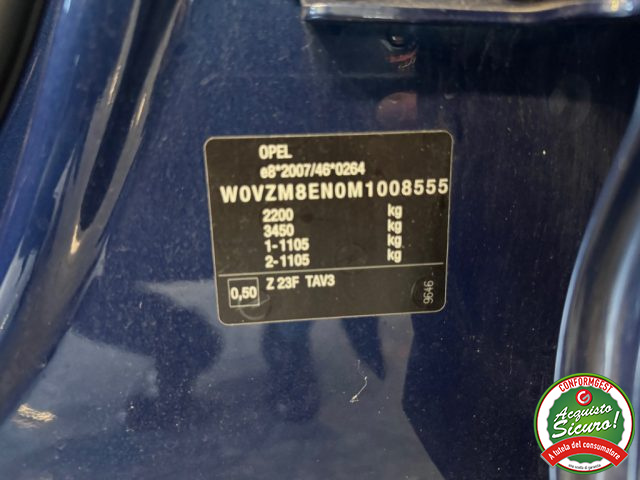 OPEL
e8*2007/46*0264
W0VZM8EN0M1008555
2200 kg
3450 kg
1-1105 kg
2-1105 kg
0,50 Z 23F TAV3
9646
CONFORMGEST
Acquisto
Sicuro!
A tutela del consumatore